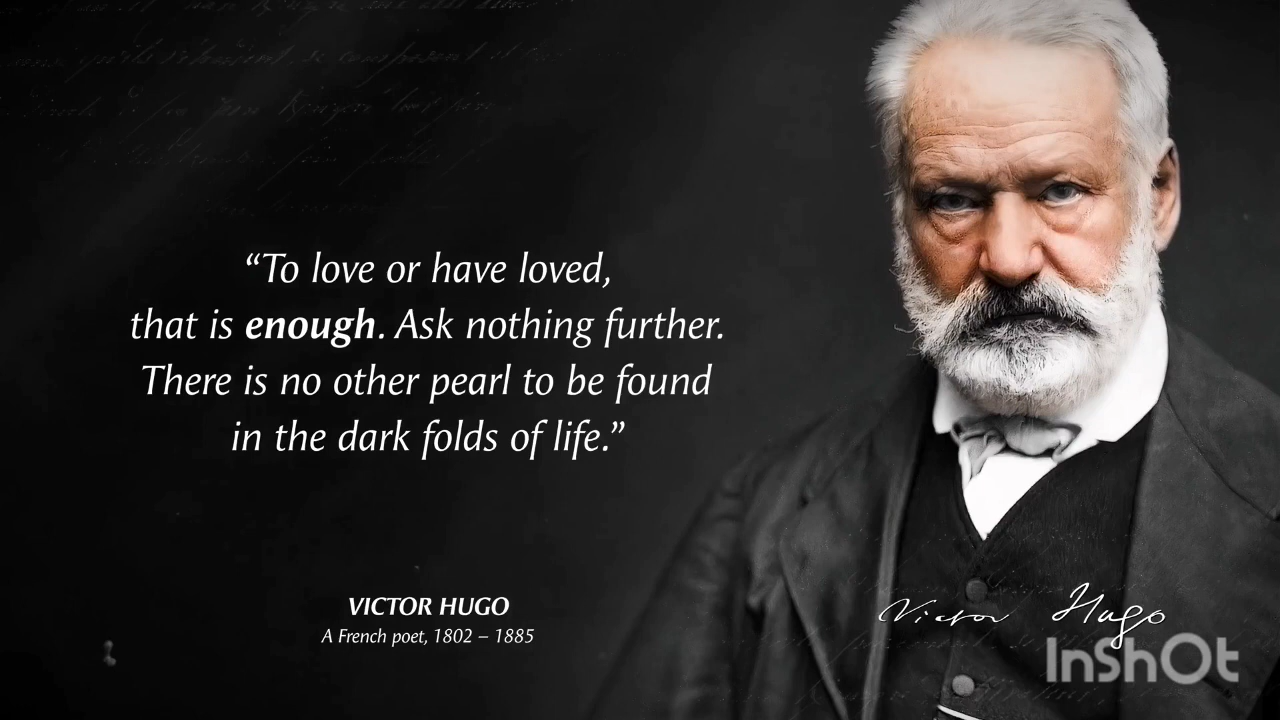 “To love or have loved,
that is enough. Ask nothing further.
There is no other pearl to be found
in the dark folds of life.”
VICTOR HUGO
A French poet, 1802 – 1885
Victor Hugo
InShOt